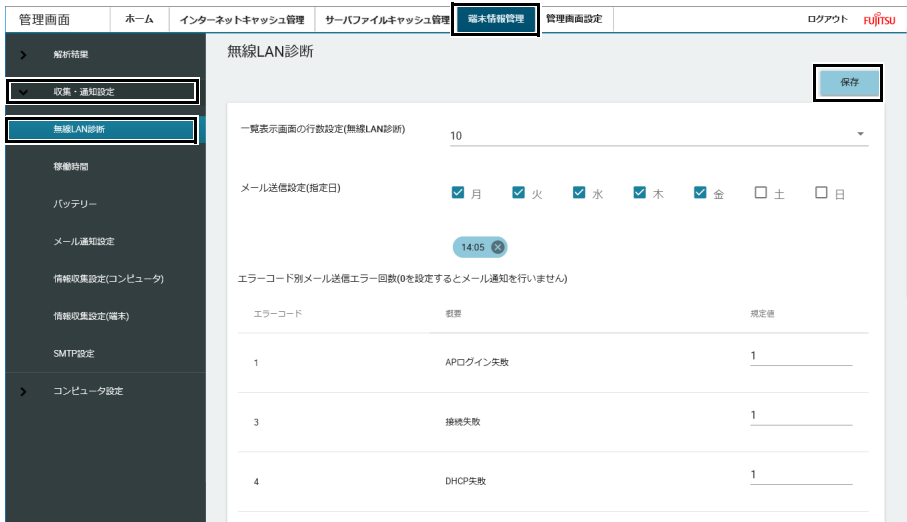 管理画面
ホーム
インターネットキャッシュ管理
サーバファイルキャッシュ管理
端末情報管理
管理画面設定
ログアウト
FUJITSU
解析結果
収集・通知設定
無線LAN診断
稼働時間
バッテリー
メール通知設定
情報収集設定(コンピュータ)
情報収集設定(端末)
SMTP設定
コンピュータ設定
無線LAN診断
保存
一覧表示画面の行数設定(無線LAN診断)
10
メール送信設定(指定日)
月 火 水 木 金 土 日
14:05
エラーコード別メール送信エラー回数(0を設定するとメール通知を行いません)
エラーコード 概要 規定値
1 APログイン失敗 1
3 接続失敗 1
4 DHCP失敗 1